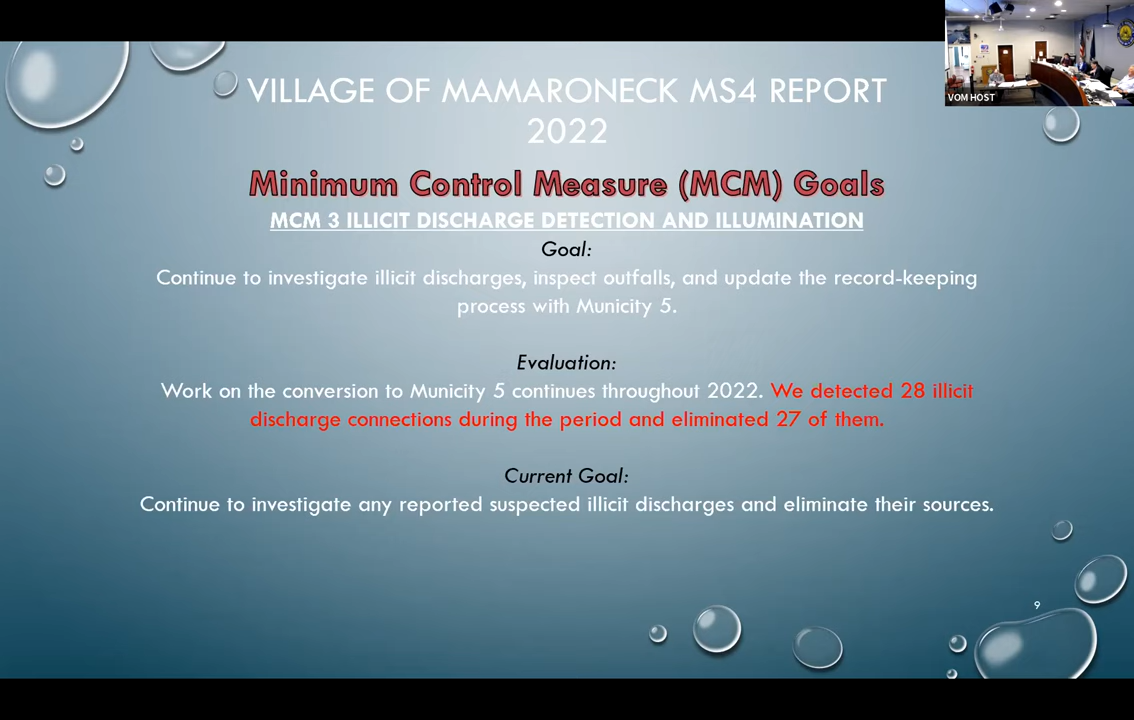 VILLAGE OF MAMARONECK MS4 REPORT
2022
Minimum Control Measure (MCM) Goals
MCM 3 ILLICIT DISCHARGE DETECTION AND ILLUMINATION
Goal:
Continue to investigate illicit discharges, inspect outfalls, and update the record-keeping
process with Municity 5.
Evaluation:
Work on the conversion to Municity 5 continues throughout 2022. We detected 28 illicit
discharge connections during the period and eliminated 27 of them.
Current Goal:
Continue to investigate any reported suspected illicit discharges and eliminate their sources.
9
VOM HOST